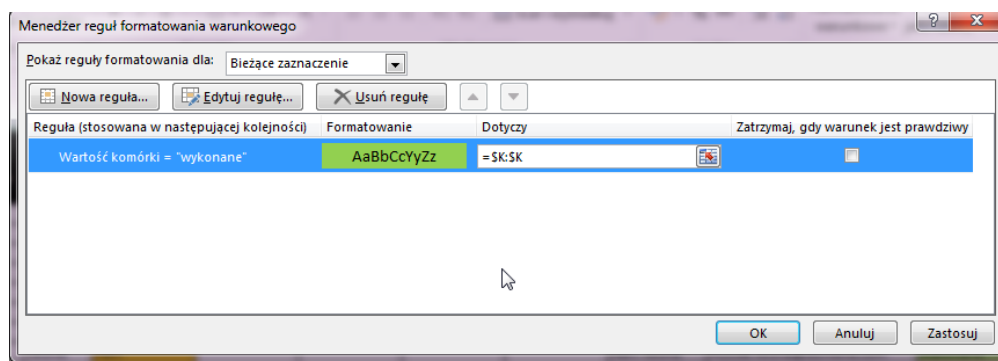 Menedżer reguł formatowania warunkowego
Pokaż reguły formatowania dla: Bieżące zaznaczenie
Nowa reguła... Edytuj regułę... Usuń regułę
Reguła (stosowana w następującej kolejności) Formatowanie Dotyczy Zatrzymaj, gdy warunek jest prawdziwy
Wartość komórki = "wykonane" AaBbCcYyZz =$K:$K
OK Anuluj Zastosuj